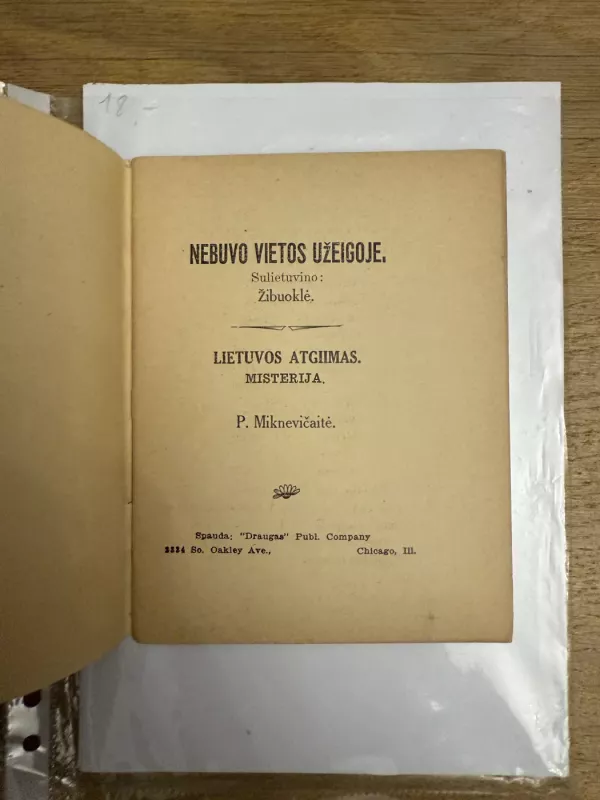 18,-
NEBUVO VIETOS UŽEIGOJE.
Sulietuvino:
Žibuoklė.
LIETUVOS ATGIIMAS.
MISTERIJA.
P. Miknevičaitė.
Spauda; "Draugas" Publ. Company
2334 So. Oakley Ave., Chicago, Ill.